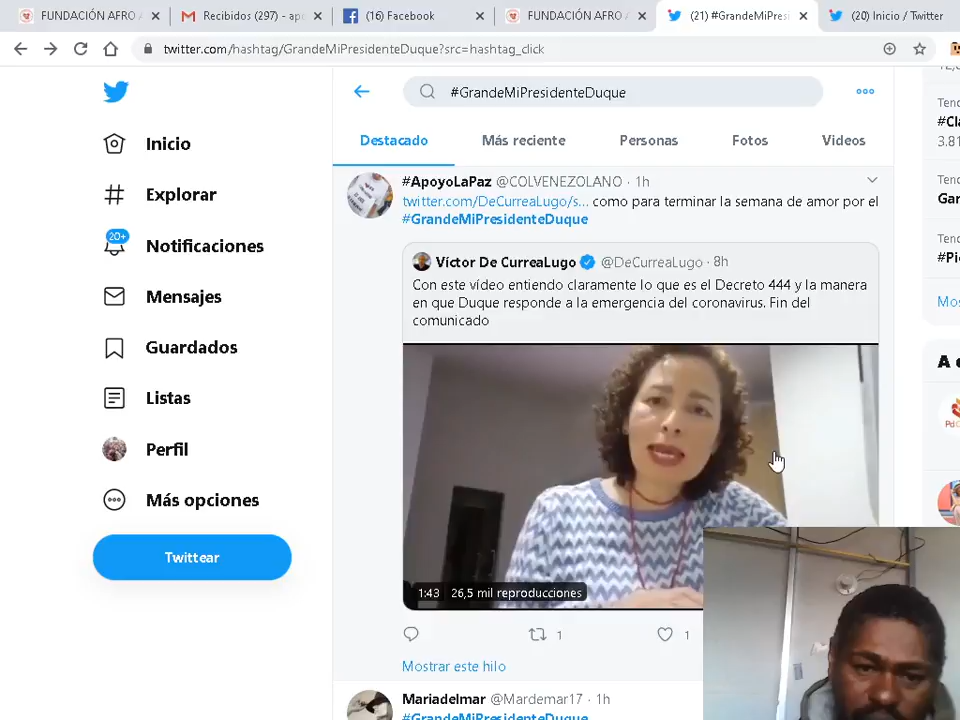 FUNDACIÓN AFRO
Recibidos (297) - ap
(16) Facebook
FUNDACIÓN AFRO
(21) #GrandeMiPresi
(20) Inicio / Twitter
twitter.com/hashtag/GrandeMiPresidenteDuque?src=hashtag_click
#GrandeMiPresidenteDuque
Destacado
Más reciente
Personas
Fotos
Videos
Inicio
Explorar
20+
Notificaciones
Mensajes
Guardados
Listas
Perfil
Más opciones
Twittear
#ApoyoLaPaz @COLVENEZOLANO · 1h
twitter.com/DeCurreaLugo/s... como para terminar la semana de amor por el
#GrandeMiPresidenteDuque
Víctor De CurreaLugo @DeCurreaLugo · 8h
Con este vídeo entiendo claramente lo que es el Decreto 444 y la manera
en que Duque responde a la emergencia del coronavirus. Fin del
comunicado
1:43 26,5 mil reproducciones
1
1
Mostrar este hilo
Mariadelmar @Mardemar17 · 1h
#GrandeMiPresidenteDuque
Tend
#Cl
3.81
Tend
Gar
Tend
#Pi
Mos
A